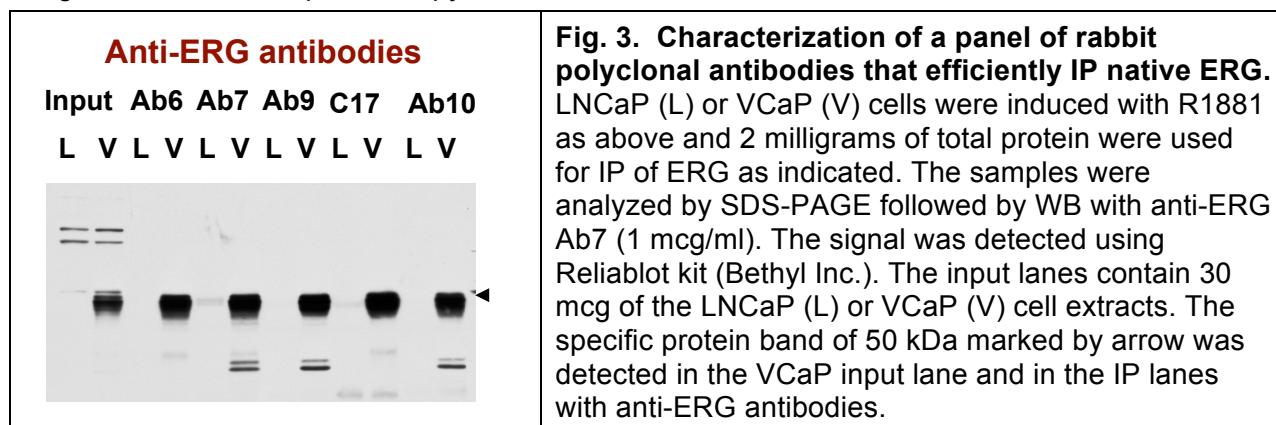 Anti-ERG antibodies
Input Ab6 Ab7 Ab9 C17 Ab10
L V L V L V L V L V L V
Fig. 3. Characterization of a panel of rabbit
polyclonal antibodies that efficiently IP native ERG.
LNCaP (L) or VCaP (V) cells were induced with R1881
as above and 2 milligrams of total protein were used
for IP of ERG as indicated. The samples were
analyzed by SDS-PAGE followed by WB with anti-ERG
Ab7 (1 mcg/ml). The signal was detected using
Reliablot kit (Bethyl Inc.). The input lanes contain 30
mcg of the LNCaP (L) or VCaP (V) cell extracts. The
specific protein band of 50 kDa marked by arrow was
detected in the VCaP input lane and in the IP lanes
with anti-ERG antibodies.